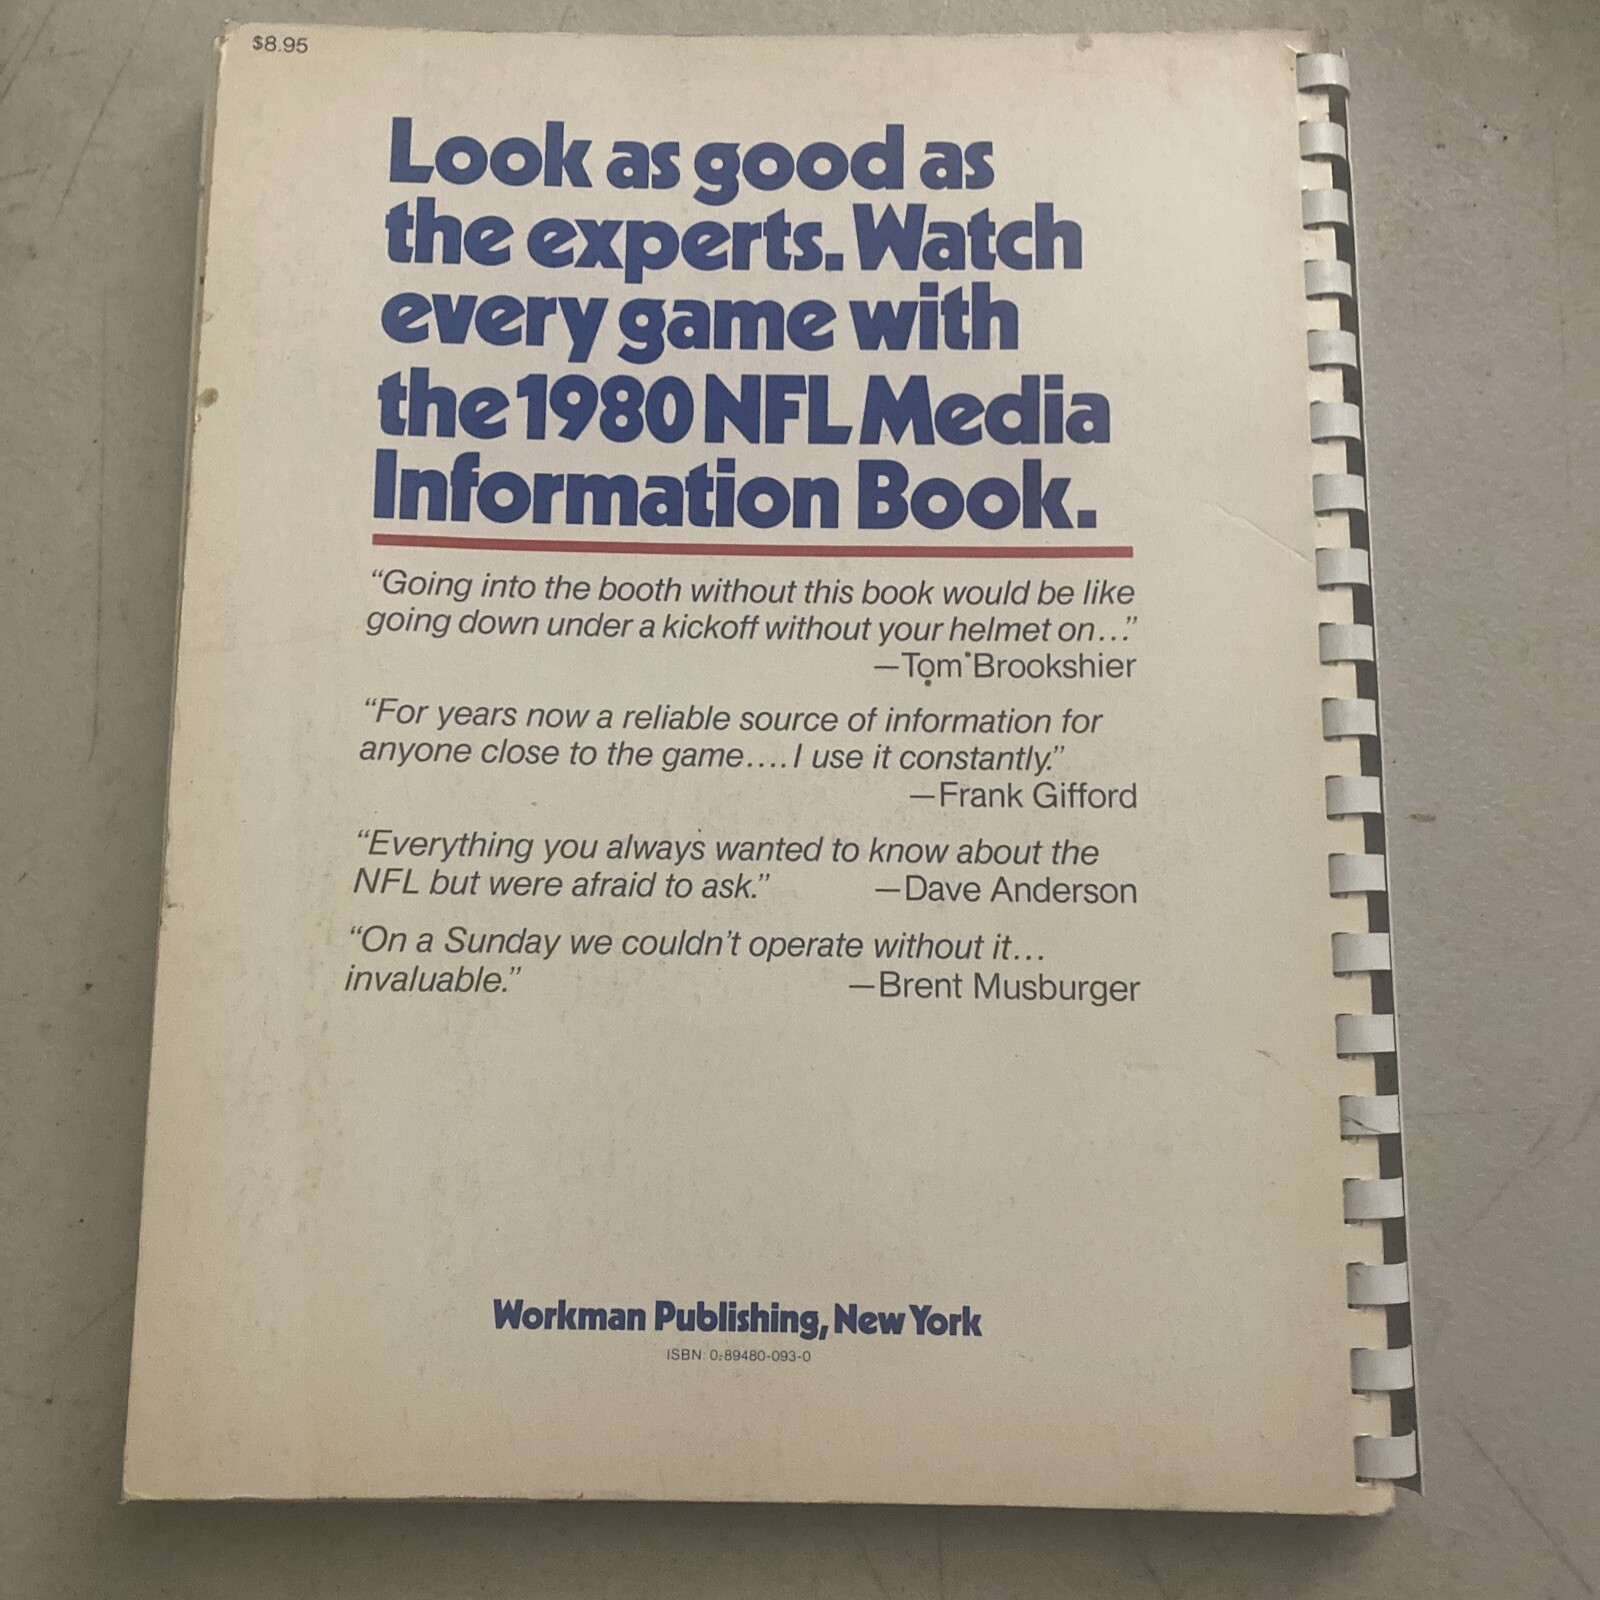 $8.95
Look as good as
the experts. Watch
every game with
the 1980 NFL Media
Information Book.
“Going into the booth without this book would be like
going down under a kickoff without your helmet on...”
—Tom Brookshier
“For years now a reliable source of information for
anyone close to the game....I use it constantly.”
—Frank Gifford
“Everything you always wanted to know about the
NFL but were afraid to ask.” —Dave Anderson
“On a Sunday we couldn't operate without it...
invaluable.” —Brent Musburger
Workman Publishing, New York
ISBN 0-89480-093-0